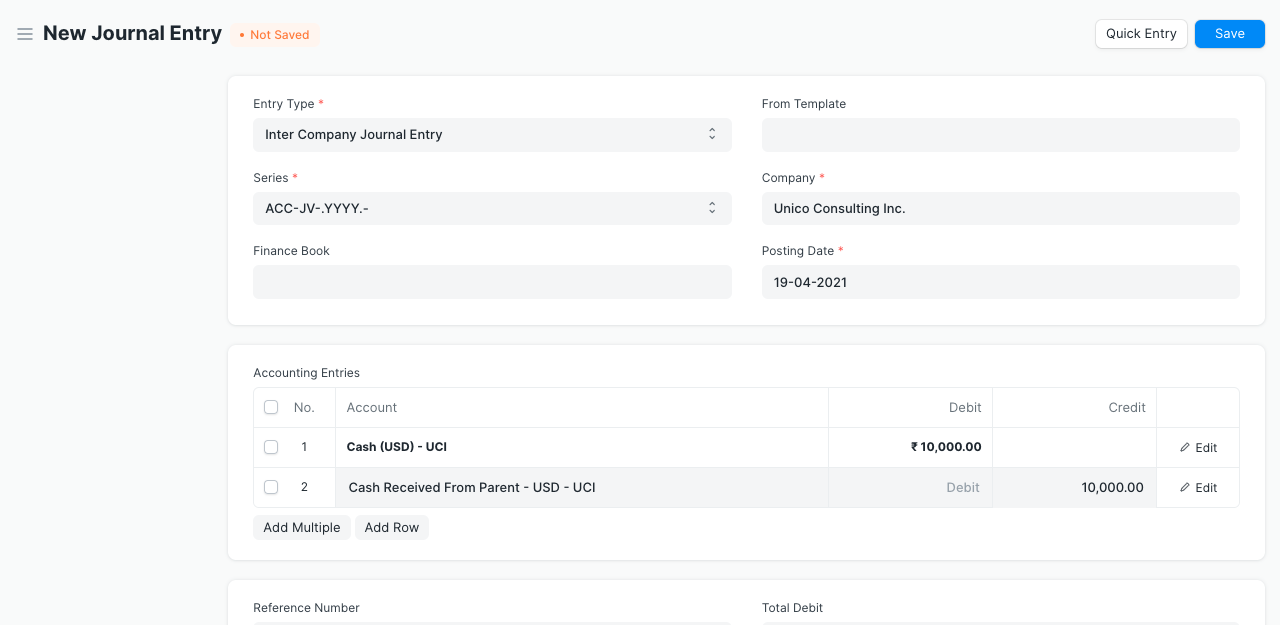 New Journal Entry
• Not Saved
Quick Entry
Save
Entry Type *
From Template
Inter Company Journal Entry
Series *
Company *
ACC-JV-.YYYY.-
Unico Consulting Inc.
Finance Book
Posting Date *
19-04-2021
Accounting Entries
No. Account Debit Credit
1 Cash (USD) - UCI ₹ 10,000.00 Edit
2 Cash Received From Parent - USD - UCI Debit 10,000.00 Edit
Add Multiple
Add Row
Reference Number
Total Debit